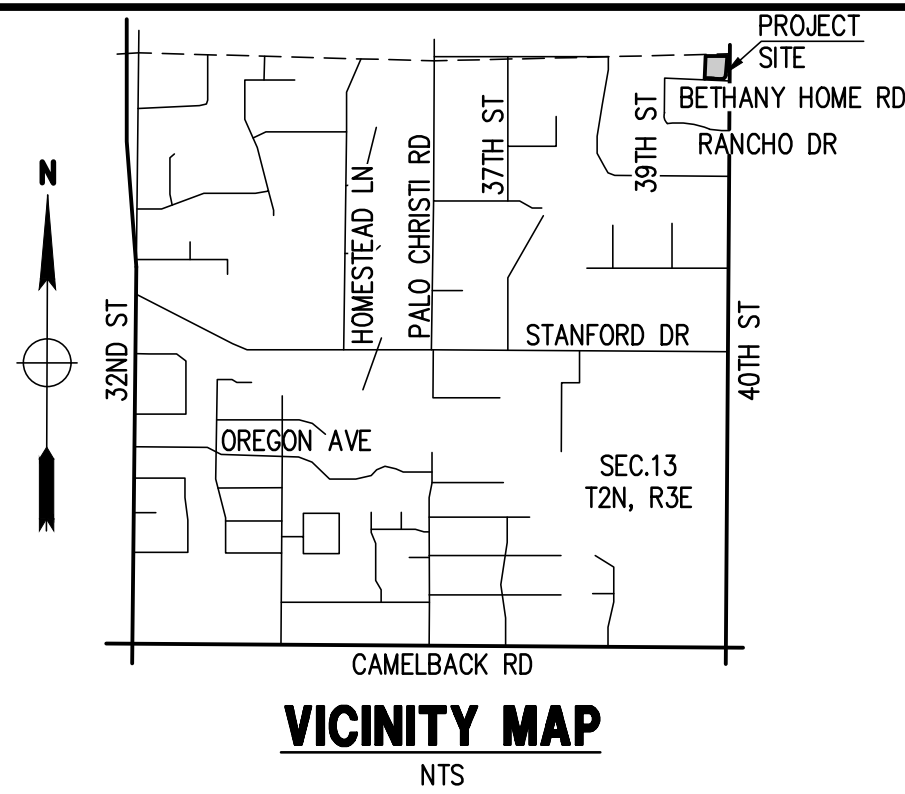 PROJECT
SITE
BETHANY HOME RD
RANCHO DR
N
32ND ST
HOMESTEAD LN
PALO CHRISTI RD
37TH ST
39TH ST
40TH ST
STANFORD DR
OREGON AVE
SEC.13
T2N, R3E
CAMELBACK RD
VICINITY MAP
NTS